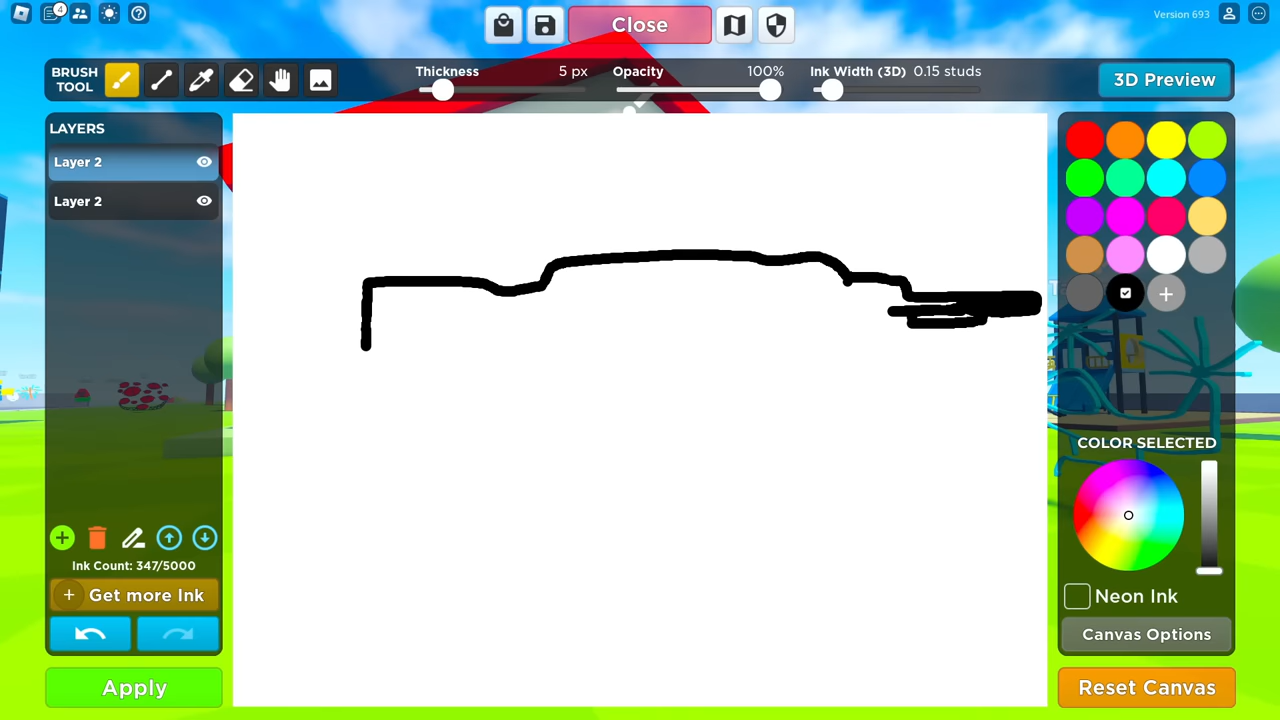 4
Close
Version 693
BRUSH
TOOL
Thickness 5 px
Opacity 100%
Ink Width (3D) 0.15 studs
3D Preview
LAYERS
Layer 2
Layer 2
COLOR SELECTED
Ink Count: 347/5000
+ Get more Ink
Neon Ink
Canvas Options
Apply
Reset Canvas